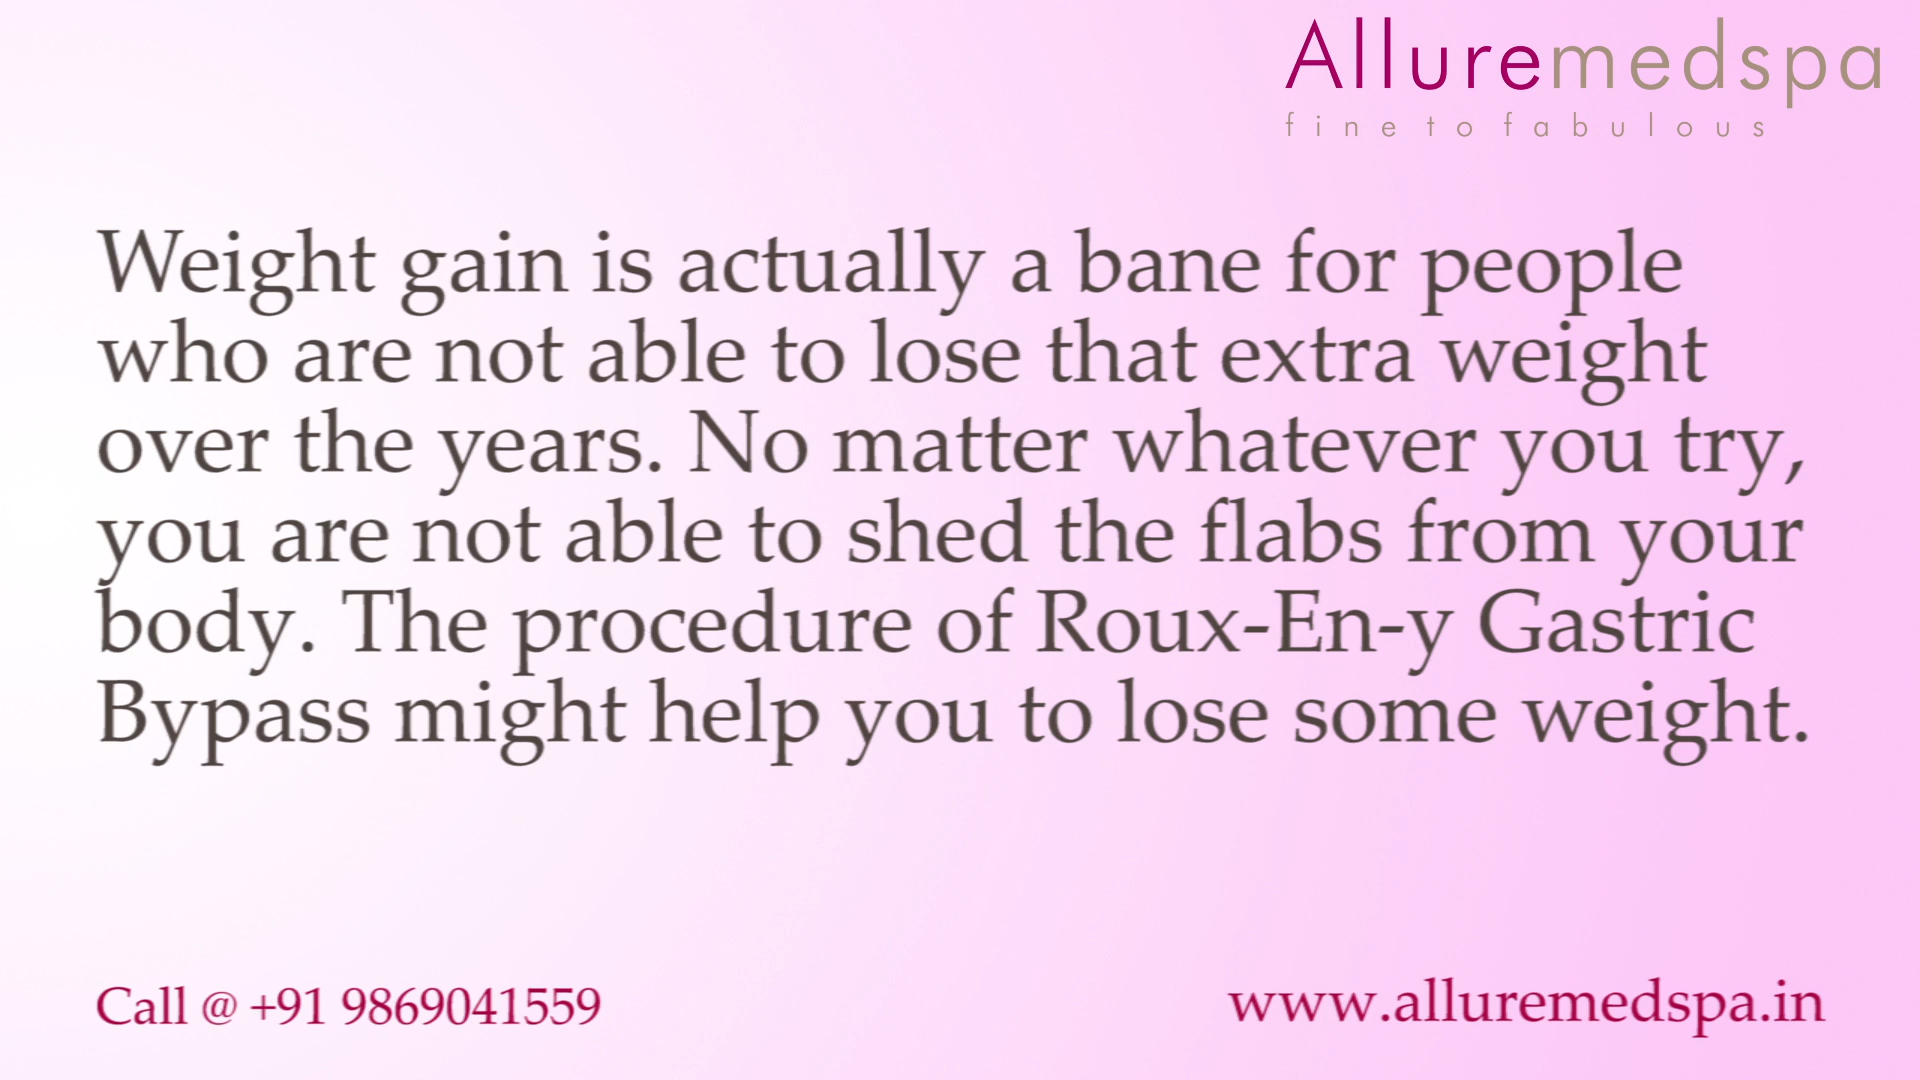 Alluremedspa
fine to fabulous
Weight gain is actually a bane for people
who are not able to lose that extra weight
over the years. No matter whatever you try,
you are not able to shed the flabs from your
body. The procedure of Roux-En-y Gastric
Bypass might help you to lose some weight.
Call @ +91 9869041559
www.alluremedspa.in